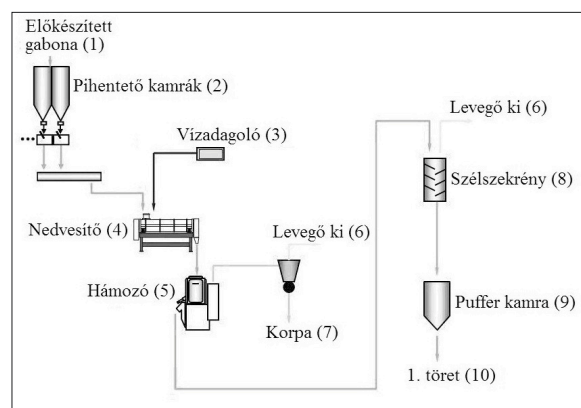 Előkészített
gabona (1)
Pihentető kamrák (2)
Vízadagoló (3)
Levegő ki (6)
Szélszekrény (8)
Nedvesítő (4)
Levegő ki (6)
Hámozó (5)
Korpa (7)
Puffer kamra (9)
1. töret (10)